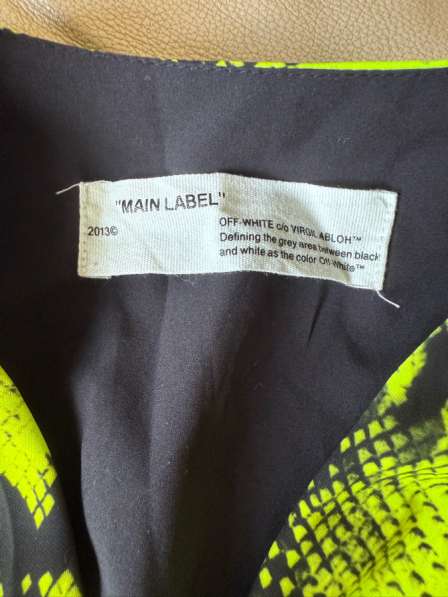 "MAIN LABEL"
2013©
OFF-WHITE c/o VIRGIL ABLOH™
Defining the grey area between black
and white as the color Off-White™